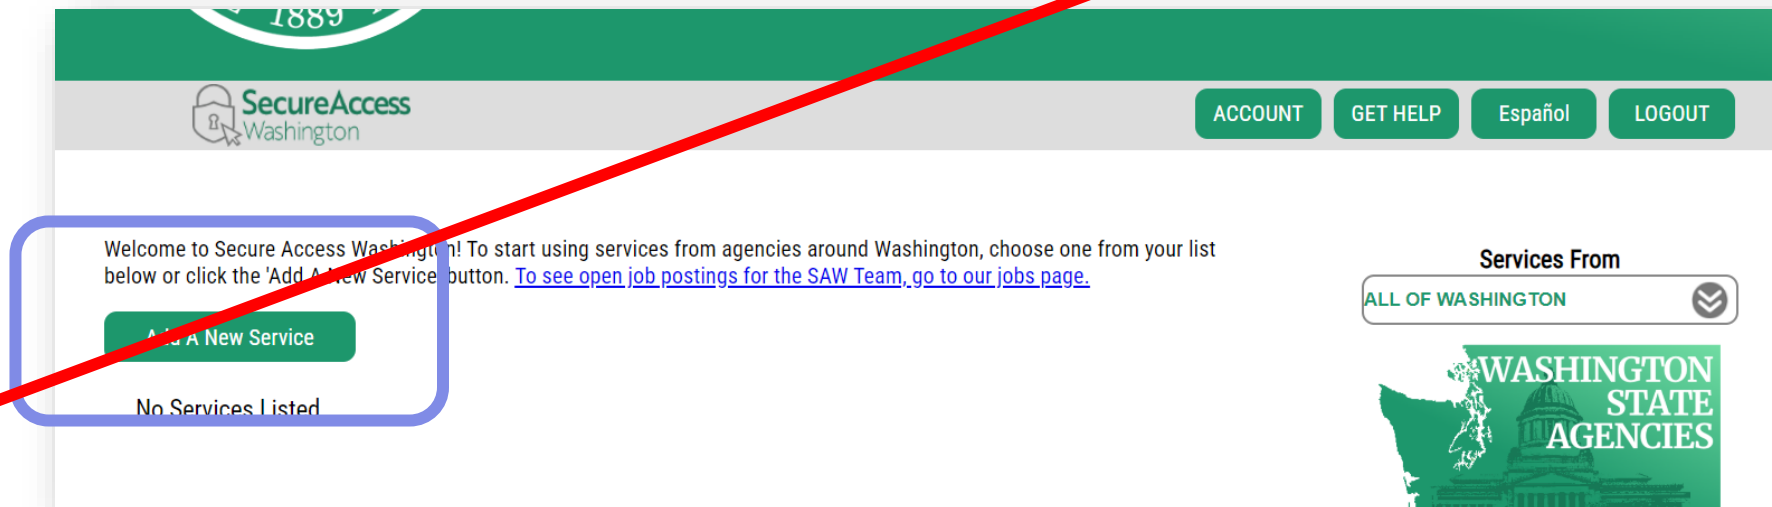 1889
SecureAccess
Washington
ACCOUNT
GET HELP
Español
LOGOUT
Welcome to Secure Access Washington! To start using services from agencies around Washington, choose one from your list
below or click the 'Add A New Service' button. To see open job postings for the SAW Team, go to our jobs page.
Add A New Service
No Services Listed
Services From
ALL OF WASHINGTON
WASHINGTON
STATE
AGENCIES